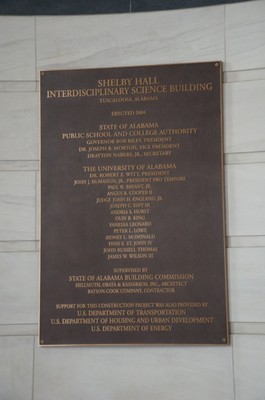 SHELBY HALL
INTERDISCIPLINARY SCIENCE BUILDING
TUSCALOOSA, ALABAMA
ERECTED 2004
STATE OF ALABAMA
PUBLIC SCHOOL AND COLLEGE AUTHORITY
GOVERNOR BOB RILEY, PRESIDENT
DR. JOSEPH B. MORTON, VICE PRESIDENT
DRAYTON NABERS, JR., SECRETARY
THE UNIVERSITY OF ALABAMA
DR. ROBERT E. WITT, PRESIDENT
JOHN J. McMAHON, JR., PRESIDENT PRO TEMPORE
PAUL W. BRYANT, JR.
ANGUS R. COOPER II
JUDGE JOHN H. ENGLAND, JR.
JOSEPH C. ESPY III
ANDRIA S. HURST
OLIN B. KING
VANESSA LEONARD
PETER L. LOWE
SIDNEY L. McDONALD
FINIS E. ST. JOHN IV
JOHN RUSSELL THOMAS
JAMES W. WILSON III
SUPERVISED BY
STATE OF ALABAMA BUILDING COMMISSION
HELLMUTH, OBATA & KASSABAUM, INC., ARCHITECT
BATSON-COOK COMPANY, CONTRACTOR
SUPPORT FOR THIS CONSTRUCTION PROJECT WAS ALSO PROVIDED BY
U.S. DEPARTMENT OF TRANSPORTATION
U.S. DEPARTMENT OF HOUSING AND URBAN DEVELOPMENT
U.S. DEPARTMENT OF ENERGY